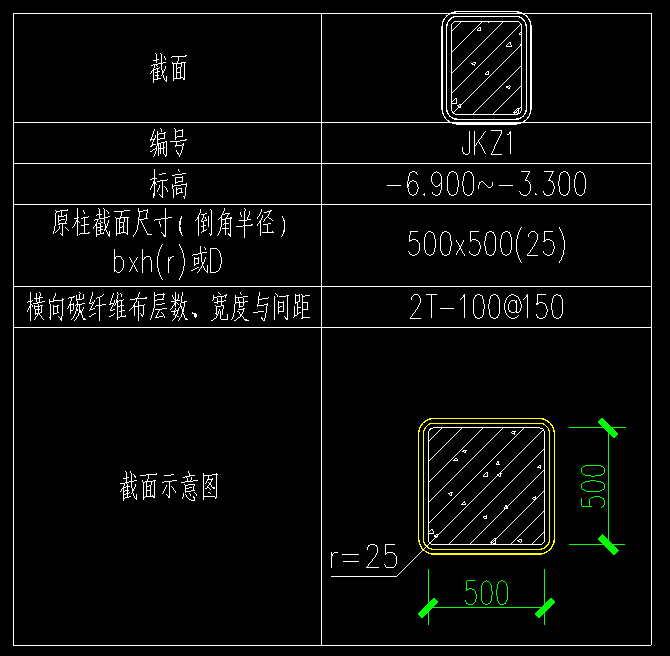 截面
编号
JKZ1
标高
-6.900~-3.300
原柱截面尺寸(倒角半径)
bxh(r)或D
500x500(25)
横向碳纤维布层数、宽度与间距
2T-100@150
截面示意图
500
r=25
500